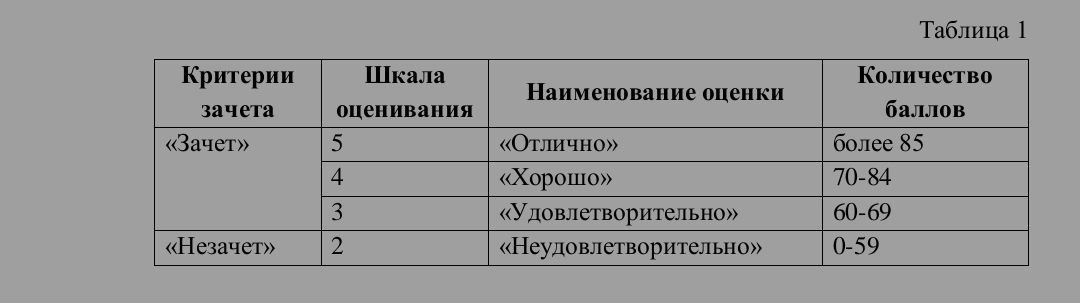 Таблица 1
Критерии зачета Шкала оценивания Наименование оценки Количество баллов
«Зачет» 5 «Отлично» более 85
4 «Хорошо» 70-84
3 «Удовлетворительно» 60-69
«Незачет» 2 «Неудовлетворительно» 0-59